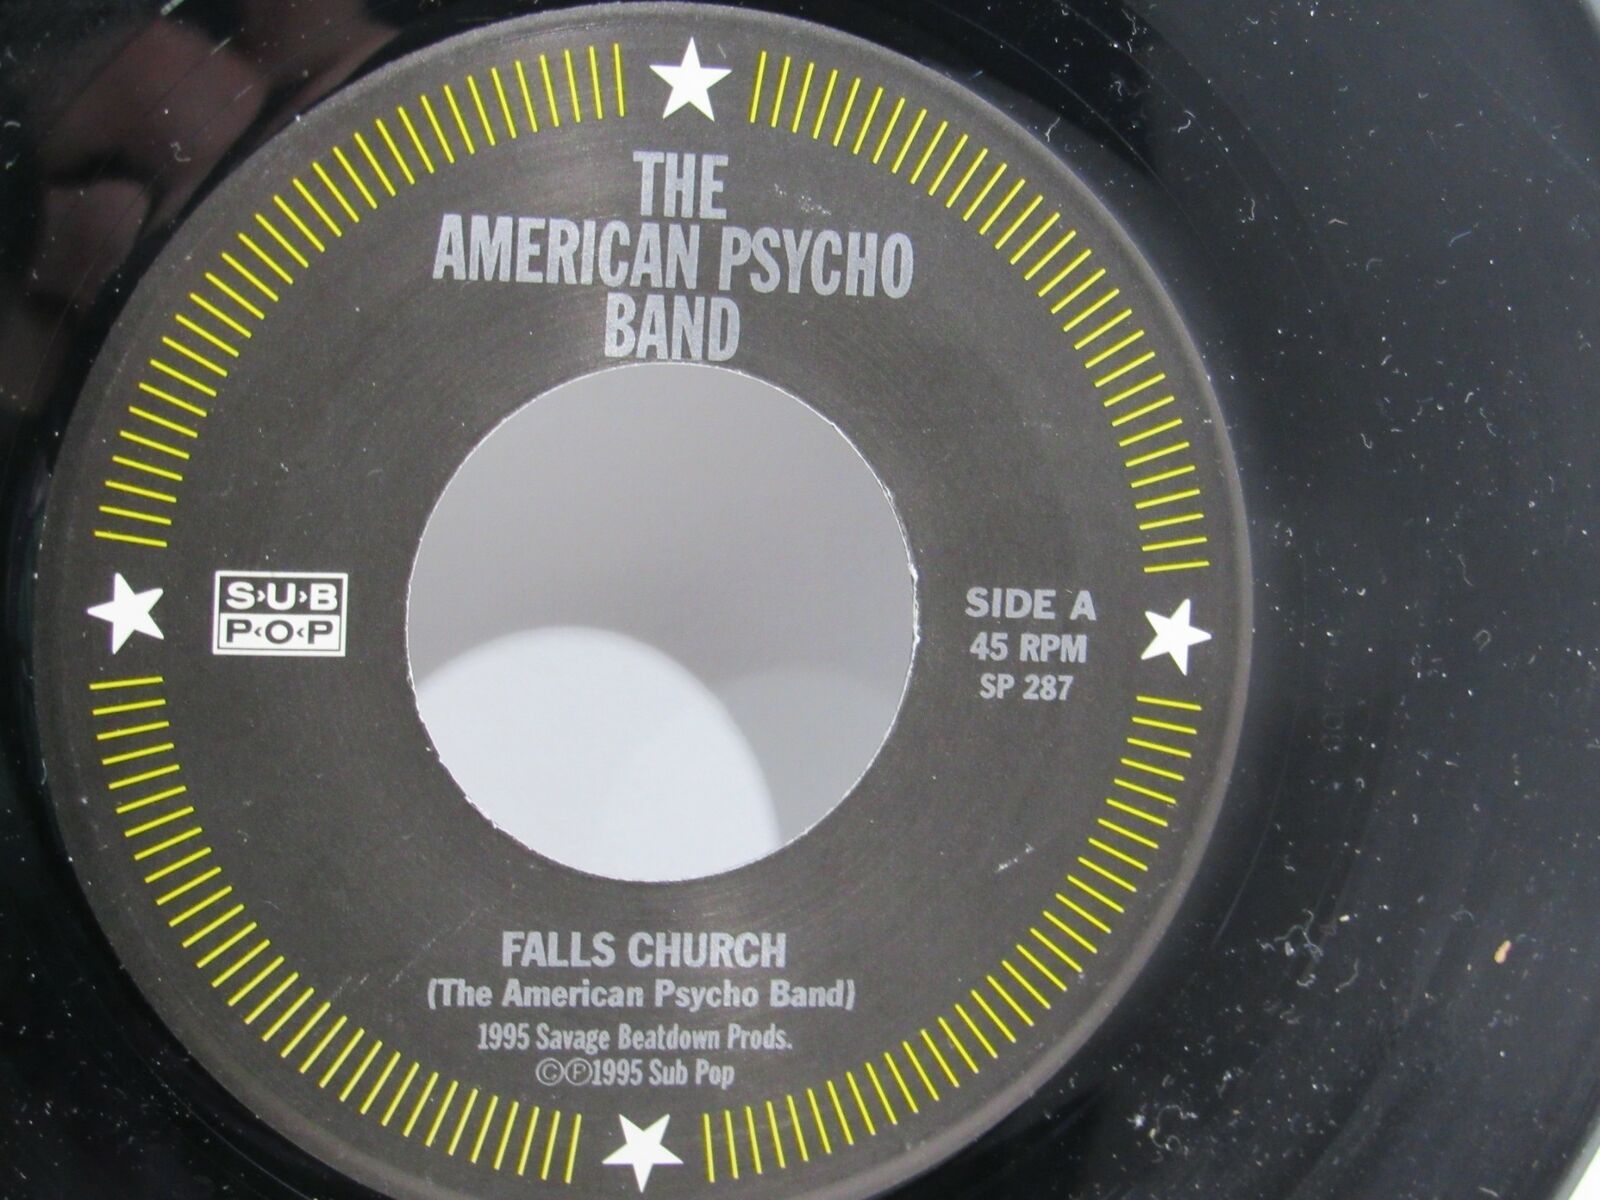 THE
AMERICAN PSYCHO
BAND
S›U›B
P‹O‹P
SIDE A
45 RPM
SP 287
FALLS CHURCH
(The American Psycho Band)
1995 Savage Beatdown Prods.
©℗1995 Sub Pop